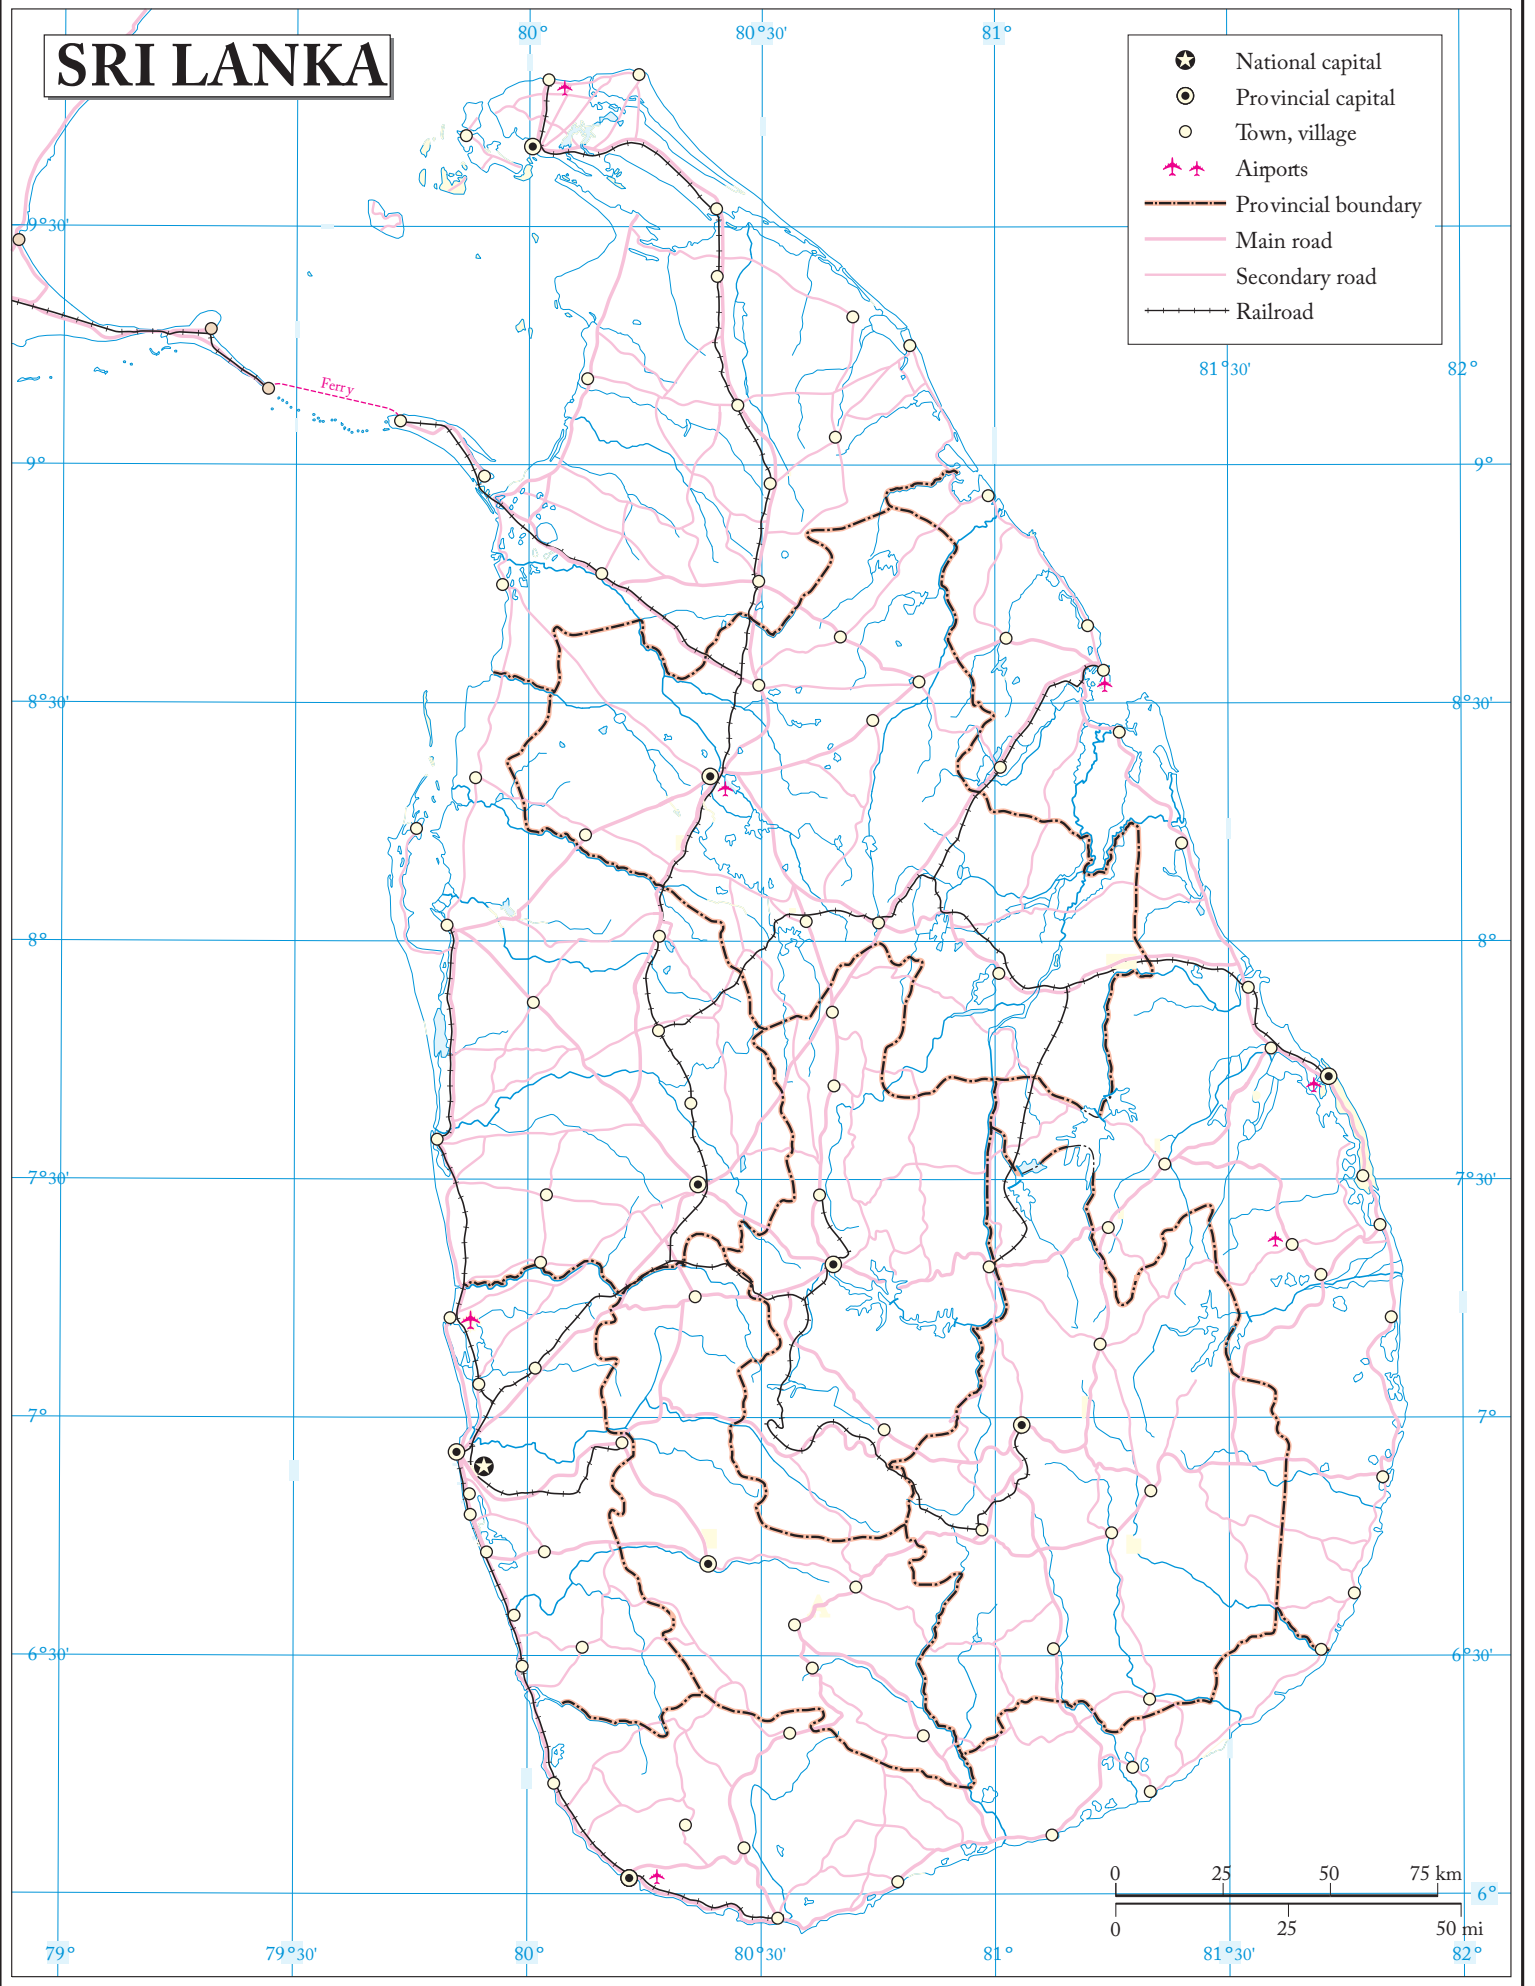 SRI LANKA
80°
80°30'
81°
National capital
Provincial capital
Town, village
Airports
Provincial boundary
Main road
Secondary road
Railroad
9°30'
81°30'
82°
Ferry
9°
9°
8°30'
8°30'
8°
8°
7°30'
7°30'
7°
7°
6°30'
6°30'
6°
0
25
50
75 km
0
25
50 mi
79°
79°30'
80°
80°30'
81°
81°30'
82°